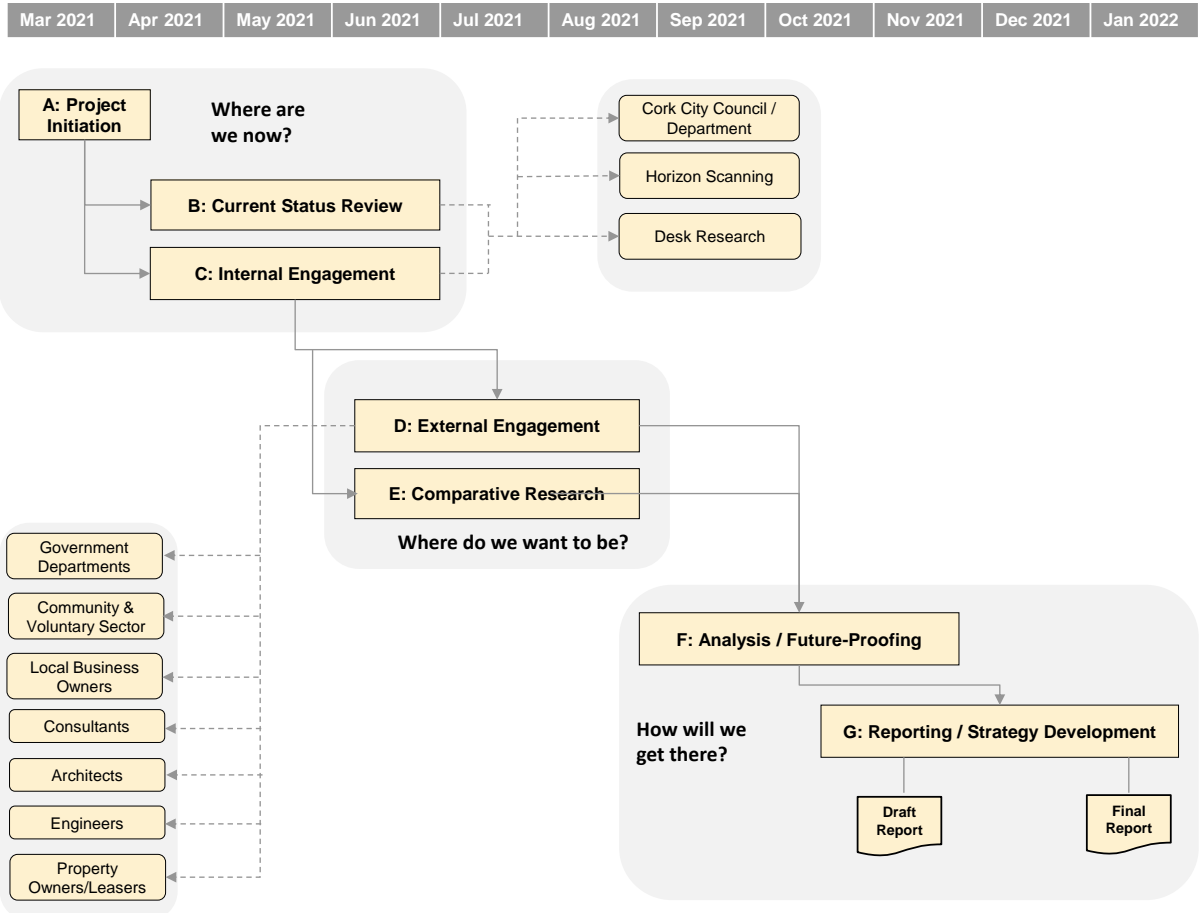 Mar 2021 Apr 2021 May 2021 Jun 2021 Jul 2021 Aug 2021 Sep 2021 Oct 2021 Nov 2021 Dec 2021 Jan 2022
A: Project
Initiation
Where are
we now?
B: Current Status Review
C: Internal Engagement
Cork City Council /
Department
Horizon Scanning
Desk Research
D: External Engagement
E: Comparative Research
Where do we want to be?
Government
Departments
Community &
Voluntary Sector
Local Business
Owners
Consultants
Architects
Engineers
Property
Owners/Leasers
F: Analysis / Future-Proofing
How will we
get there?
G: Reporting / Strategy Development
Draft
Report
Final
Report